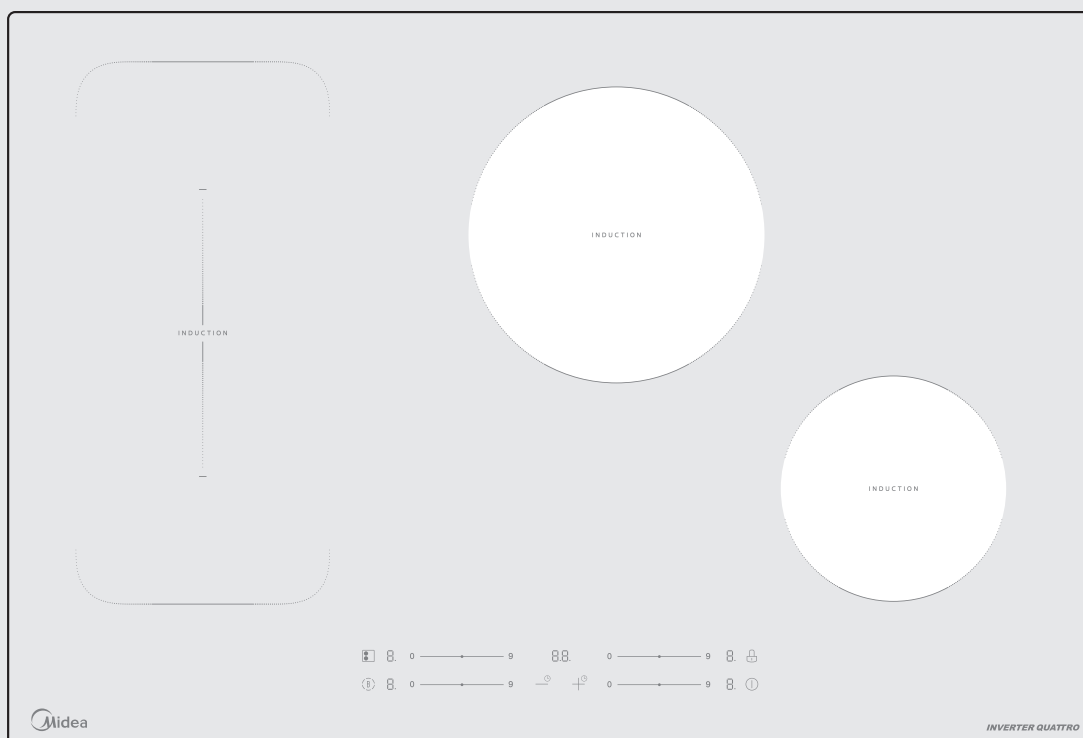 INDUCTION
INDUCTION
INDUCTION
8. 0 9 8.8. 0 9 8.
B 8. 0 9 0 9 8.
Midea
INVERTER QUATTRO